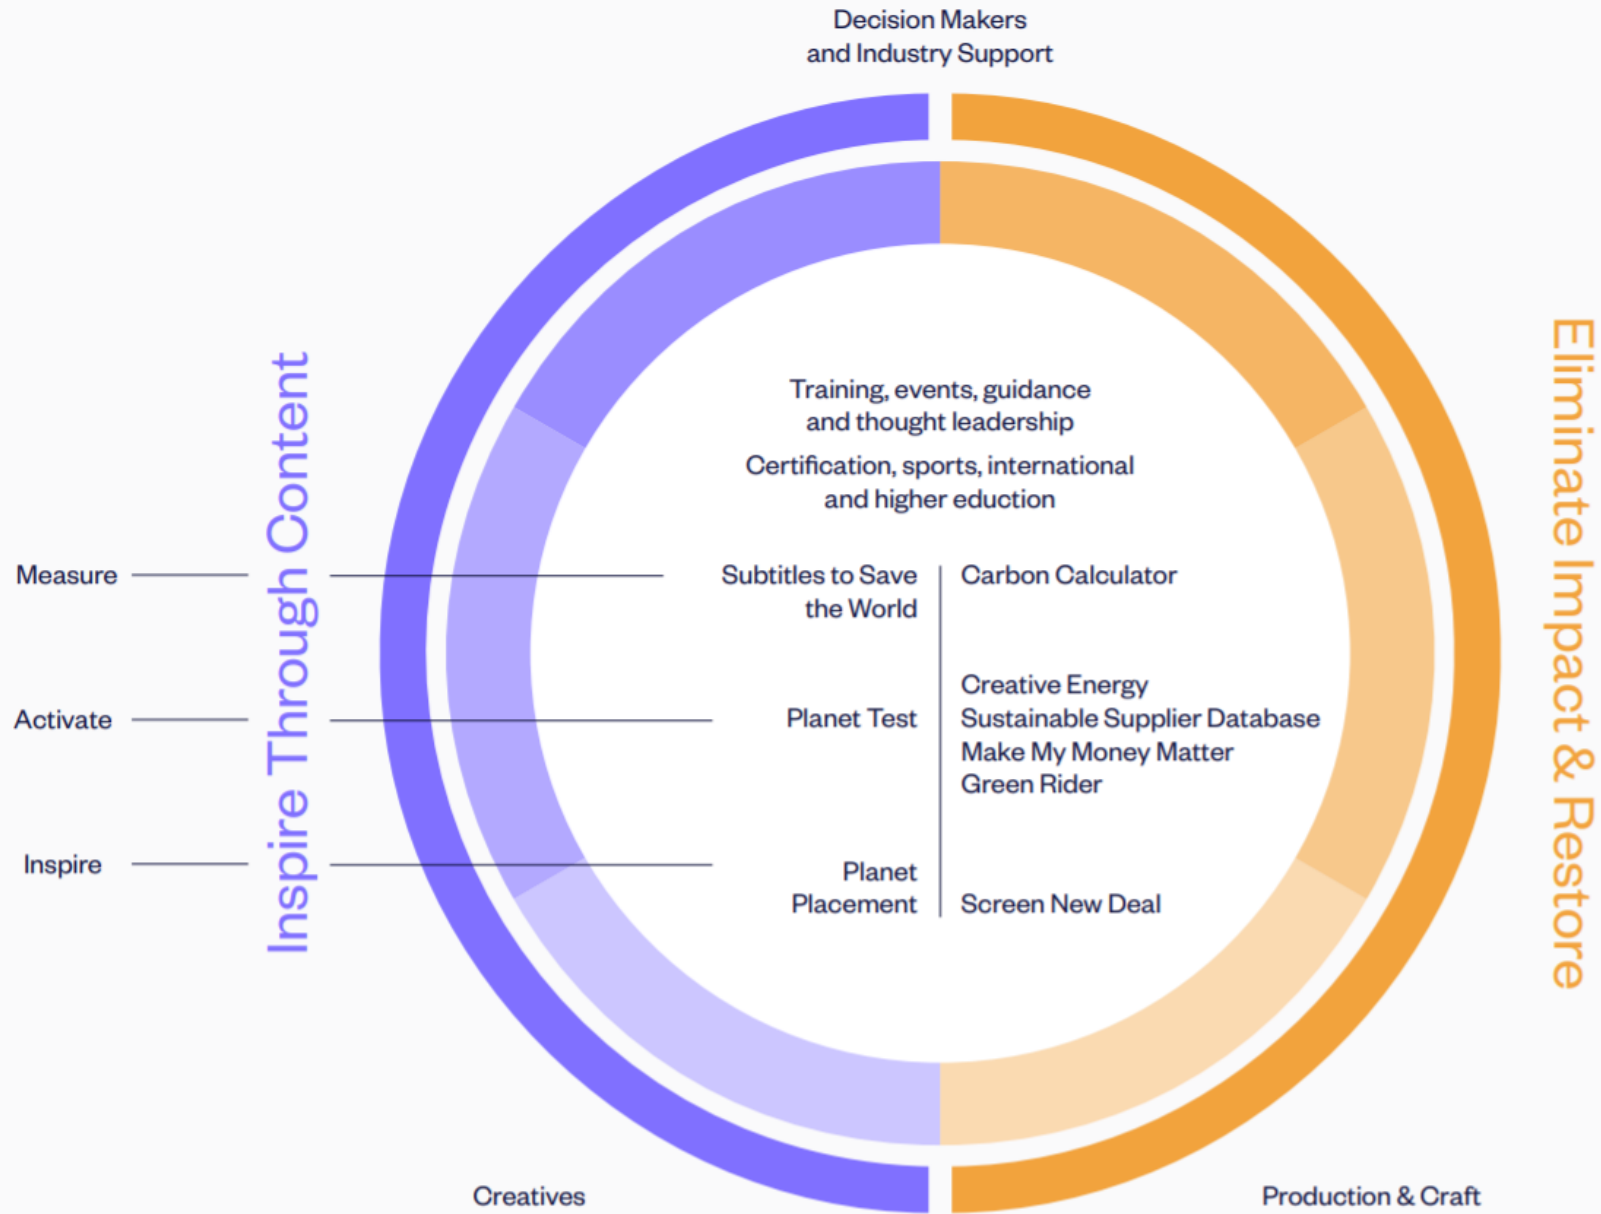 Decision Makers
and Industry Support
Inspire Through Content
Eliminate Impact & Restore
Training, events, guidance
and thought leadership
Certification, sports, international
and higher eduction
Measure
Subtitles to Save
the World
Carbon Calculator
Activate
Planet Test
Creative Energy
Sustainable Supplier Database
Make My Money Matter
Green Rider
Inspire
Planet
Placement
Screen New Deal
Creatives
Production & Craft